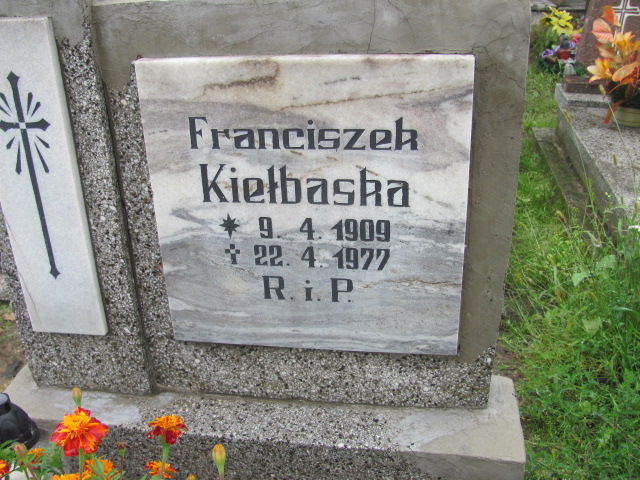 Franciszek
Kiełbaska
* 9. 4. 1909
† 22. 4. 1977
R. i. P.